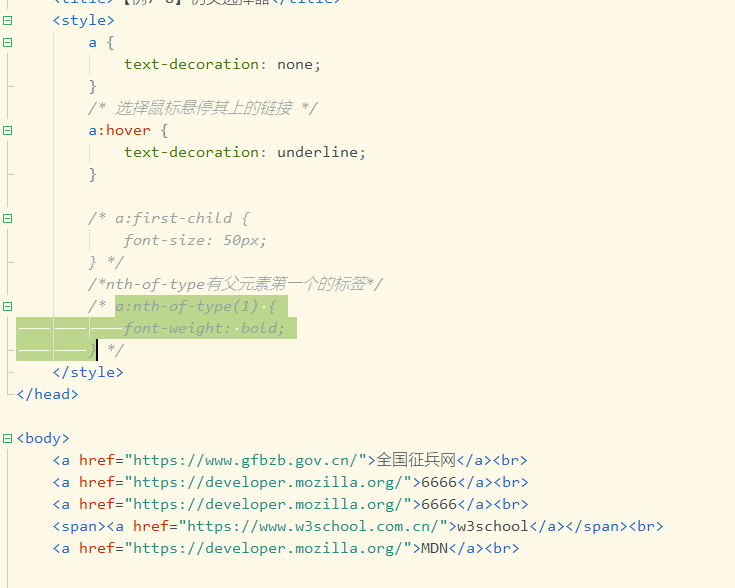 <style>
a {
text-decoration: none;
}
/* 选择鼠标悬停其上的链接 */
a:hover {
text-decoration: underline;
}
/* a:first-child {
font-size: 50px;
} */
/*nth-of-type有父元素第一个的标签*/
/* a:nth-of-type(1) {
font-weight: bold;
} */
</style>
</head>
<body>
<a href="https://www.gfbzb.gov.cn/">全国征兵网</a><br>
<a href="https://developer.mozilla.org/">6666</a><br>
<a href="https://developer.mozilla.org/">6666</a><br>
<span><a href="https://www.w3school.com.cn/">w3school</a></span><br>
<a href="https://developer.mozilla.org/">MDN</a><br>